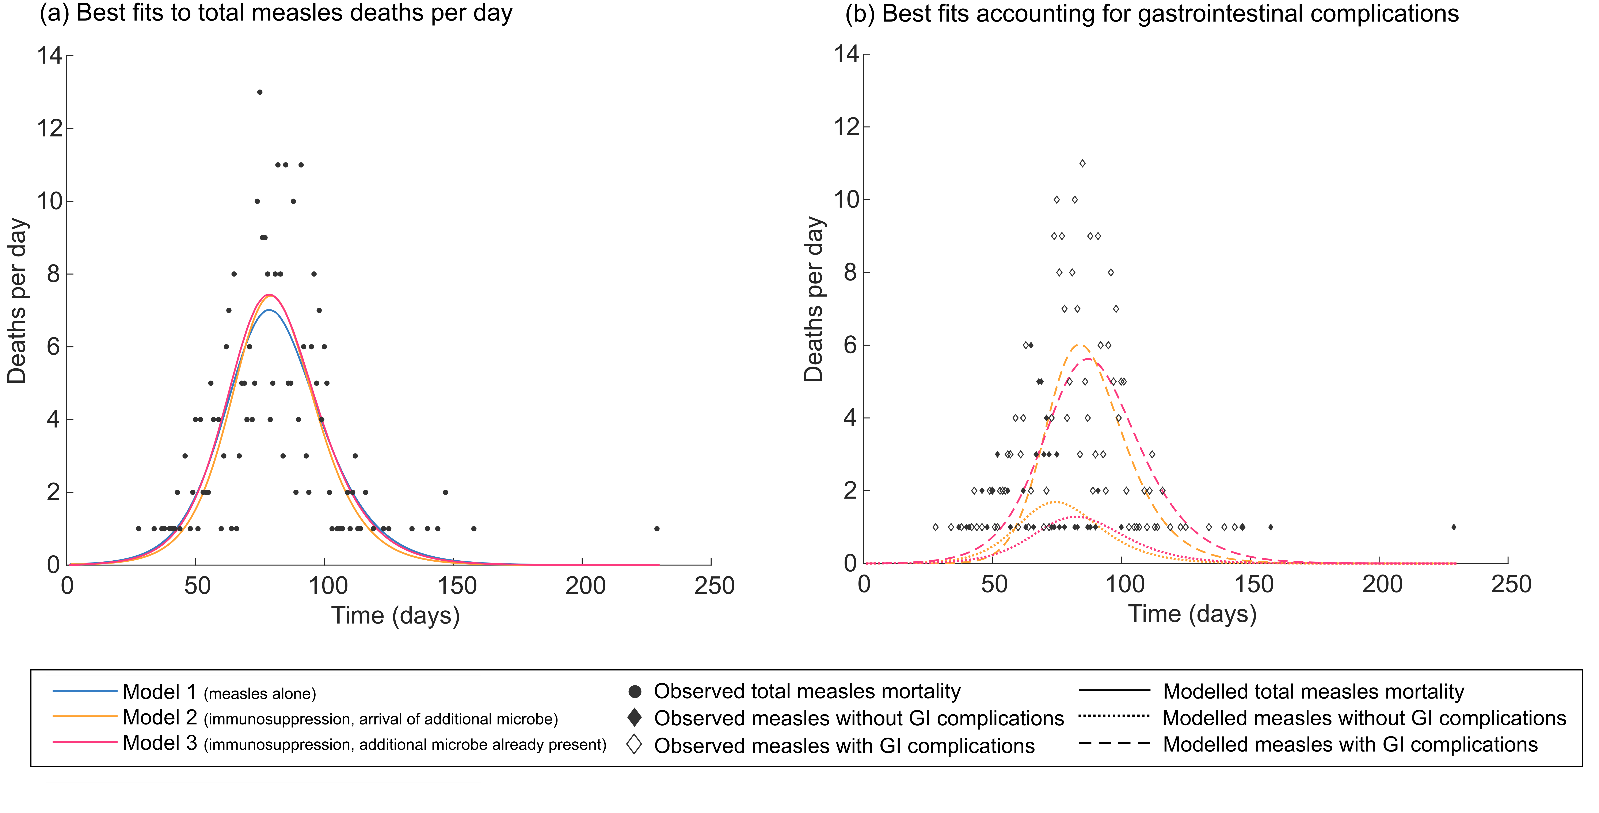 (a) Best fits to total measles deaths per day
(b) Best fits accounting for gastrointestinal complications
14
12
10
8
6
4
2
0
Deaths per day
0
50
100
150
200
250
Time (days)
14
12
10
8
6
4
2
0
Deaths per day
0
50
100
150
200
250
Time (days)
Model 1 (measles alone)
Model 2 (immunosuppression, arrival of additional microbe)
Model 3 (immunosuppression, additional microbe already present)
Observed total measles mortality
Observed measles without GI complications
Observed measles with GI complications
Modelled total measles mortality
Modelled measles without GI complications
Modelled measles with GI complications